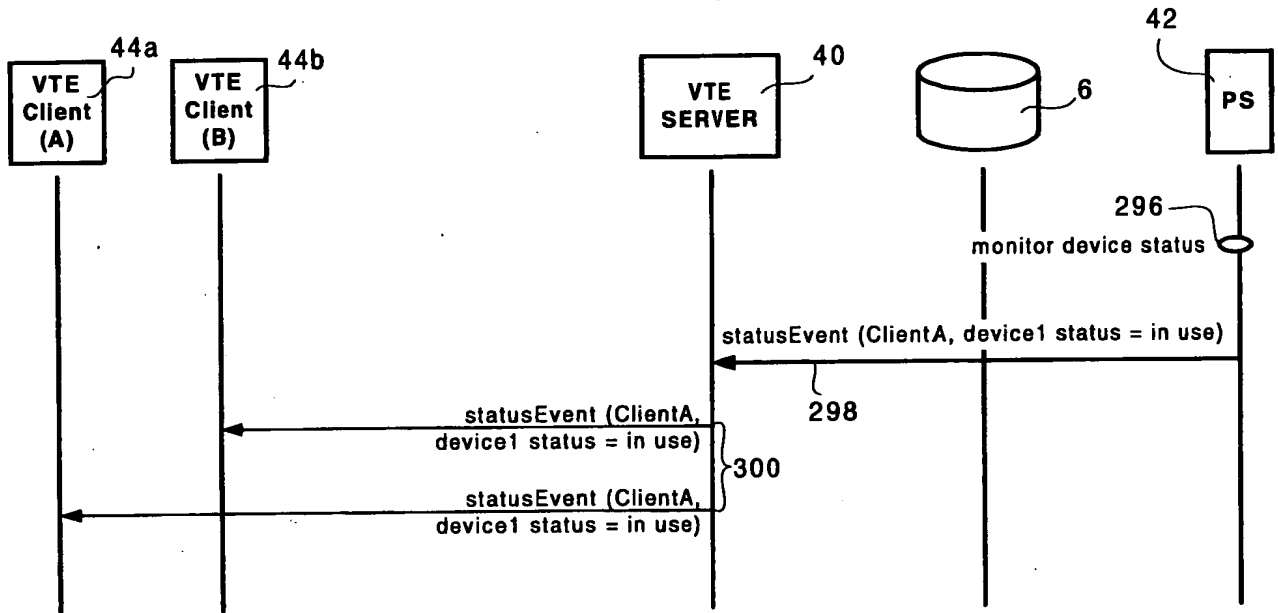 44a
VTE
Client
(A)
44b
VTE
Client
(B)
40
VTE
SERVER
6
42
PS
296
monitor device status
statusEvent (ClientA, device1 status = in use)
298
statusEvent (ClientA,
device1 status = in use)
300
statusEvent (ClientA,
device1 status = in use)